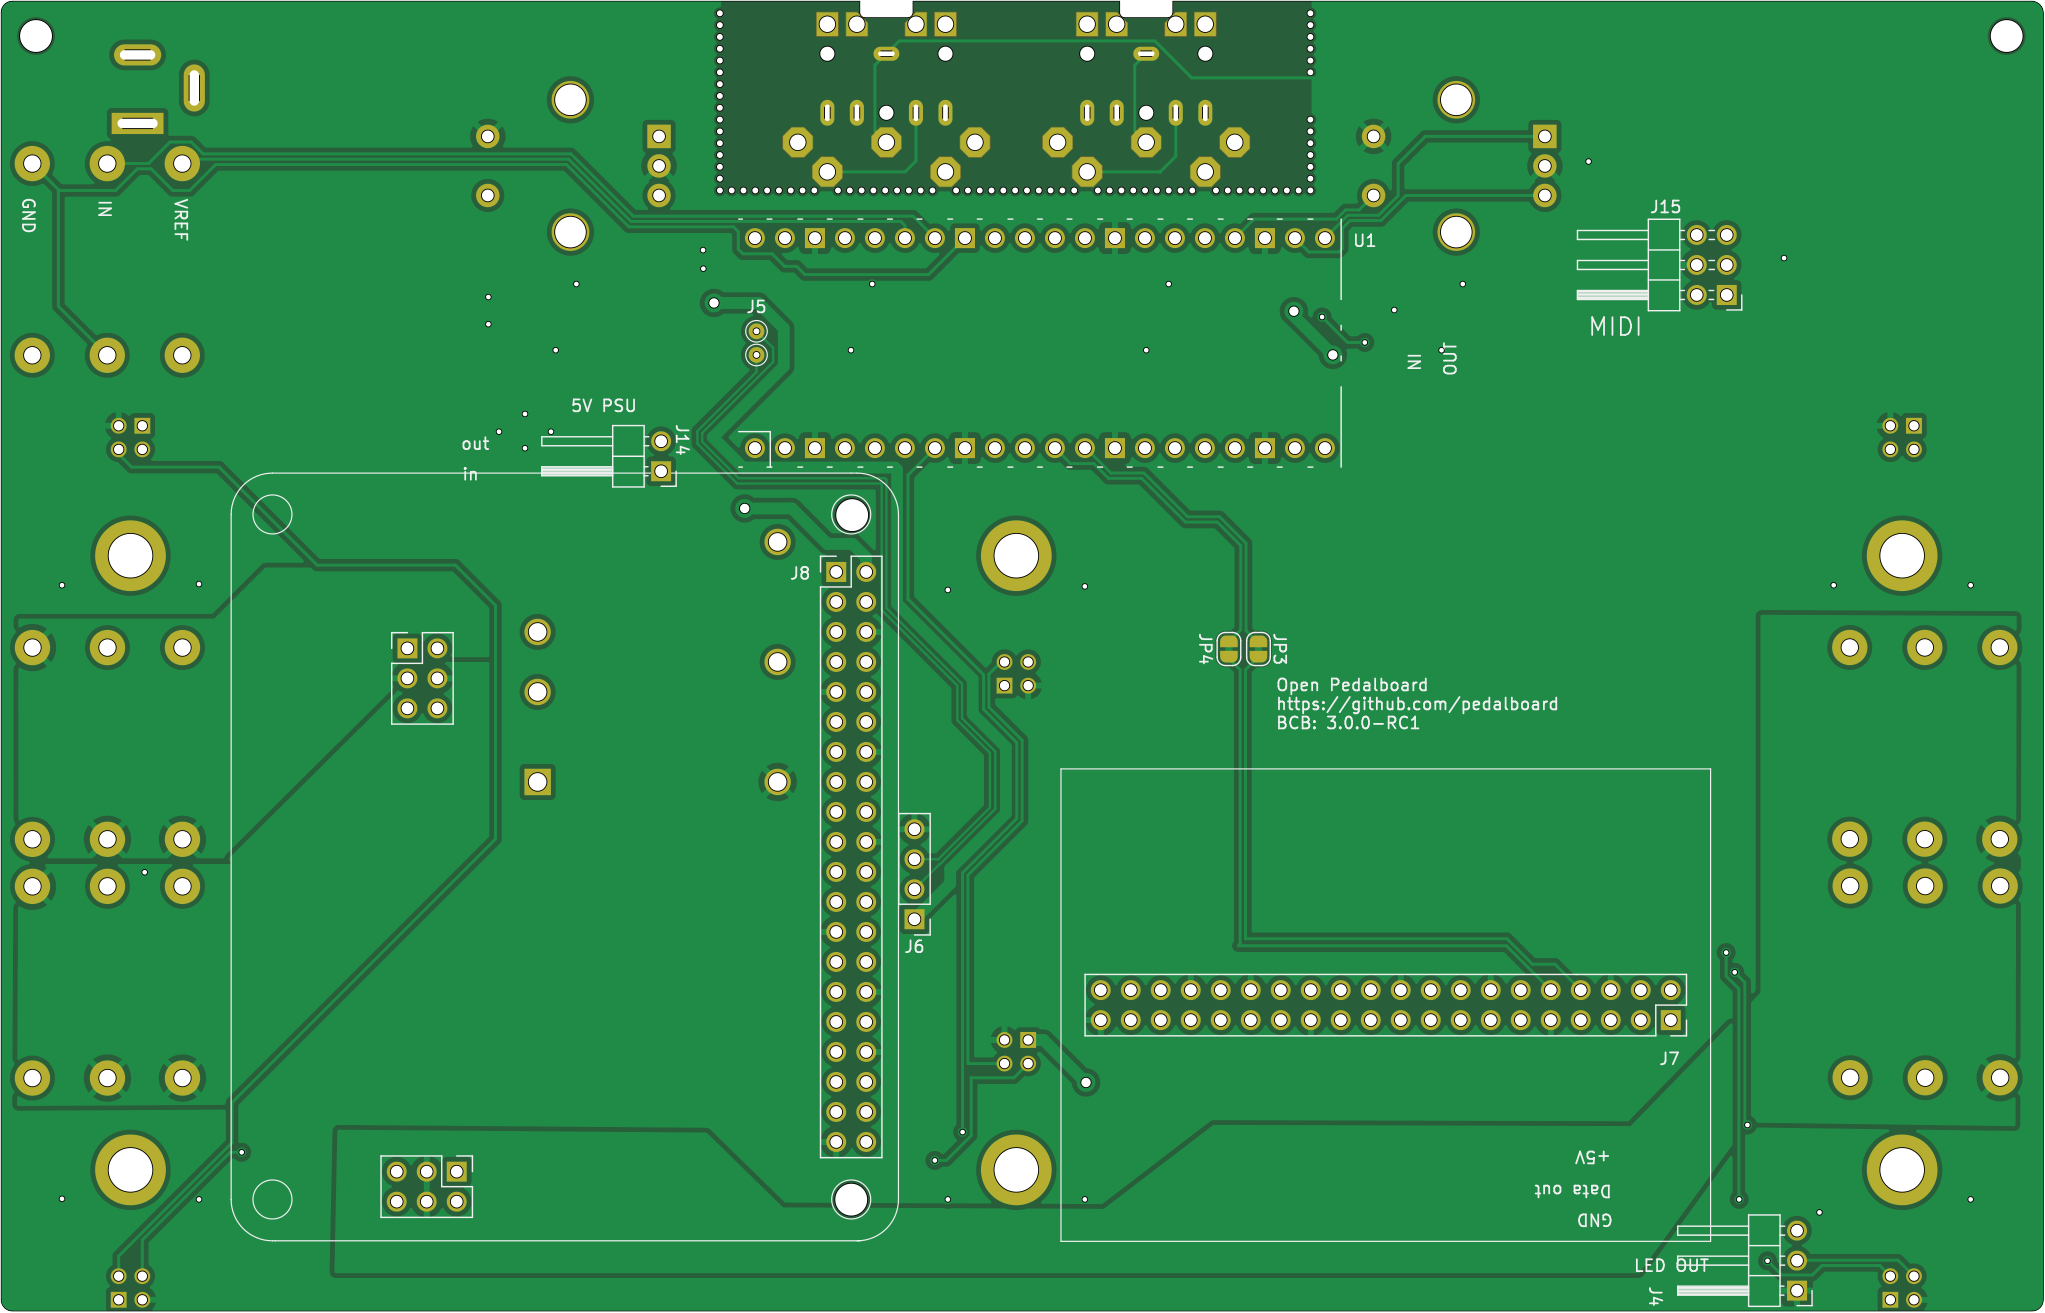 GND
IN
VREF
J15
U1
MIDI
J5
IN
OUT
5V PSU
out
J14
in
J8
JP4
JP3
Open Pedalboard
https://github.com/pedalboard
BCB: 3.0.0-RC1
J6
J7
+5V
Data out
GND
LED OUT
J4